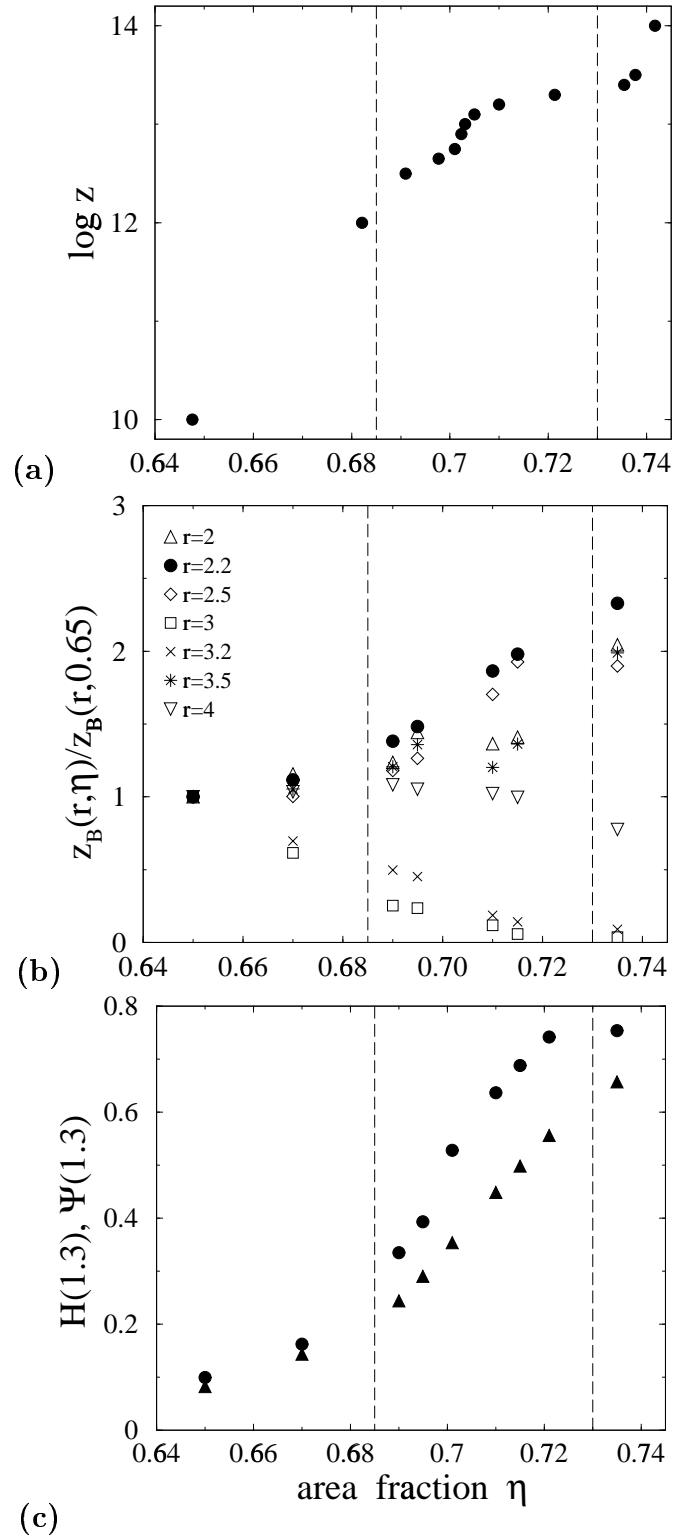 14
12
10
log z
0.64 0.66 0.68 0.7 0.72 0.74
(a)
3
2
1
0
r=2
r=2.2
r=2.5
r=3
r=3.2
r=3.5
r=4
z_B(r,η)/z_B(r,0.65)
0.64 0.66 0.68 0.70 0.72 0.74
(b)
0.8
0.6
0.4
0.2
0
H(1.3), Ψ(1.3)
0.64 0.66 0.68 0.7 0.72 0.74
area fraction η
(c)